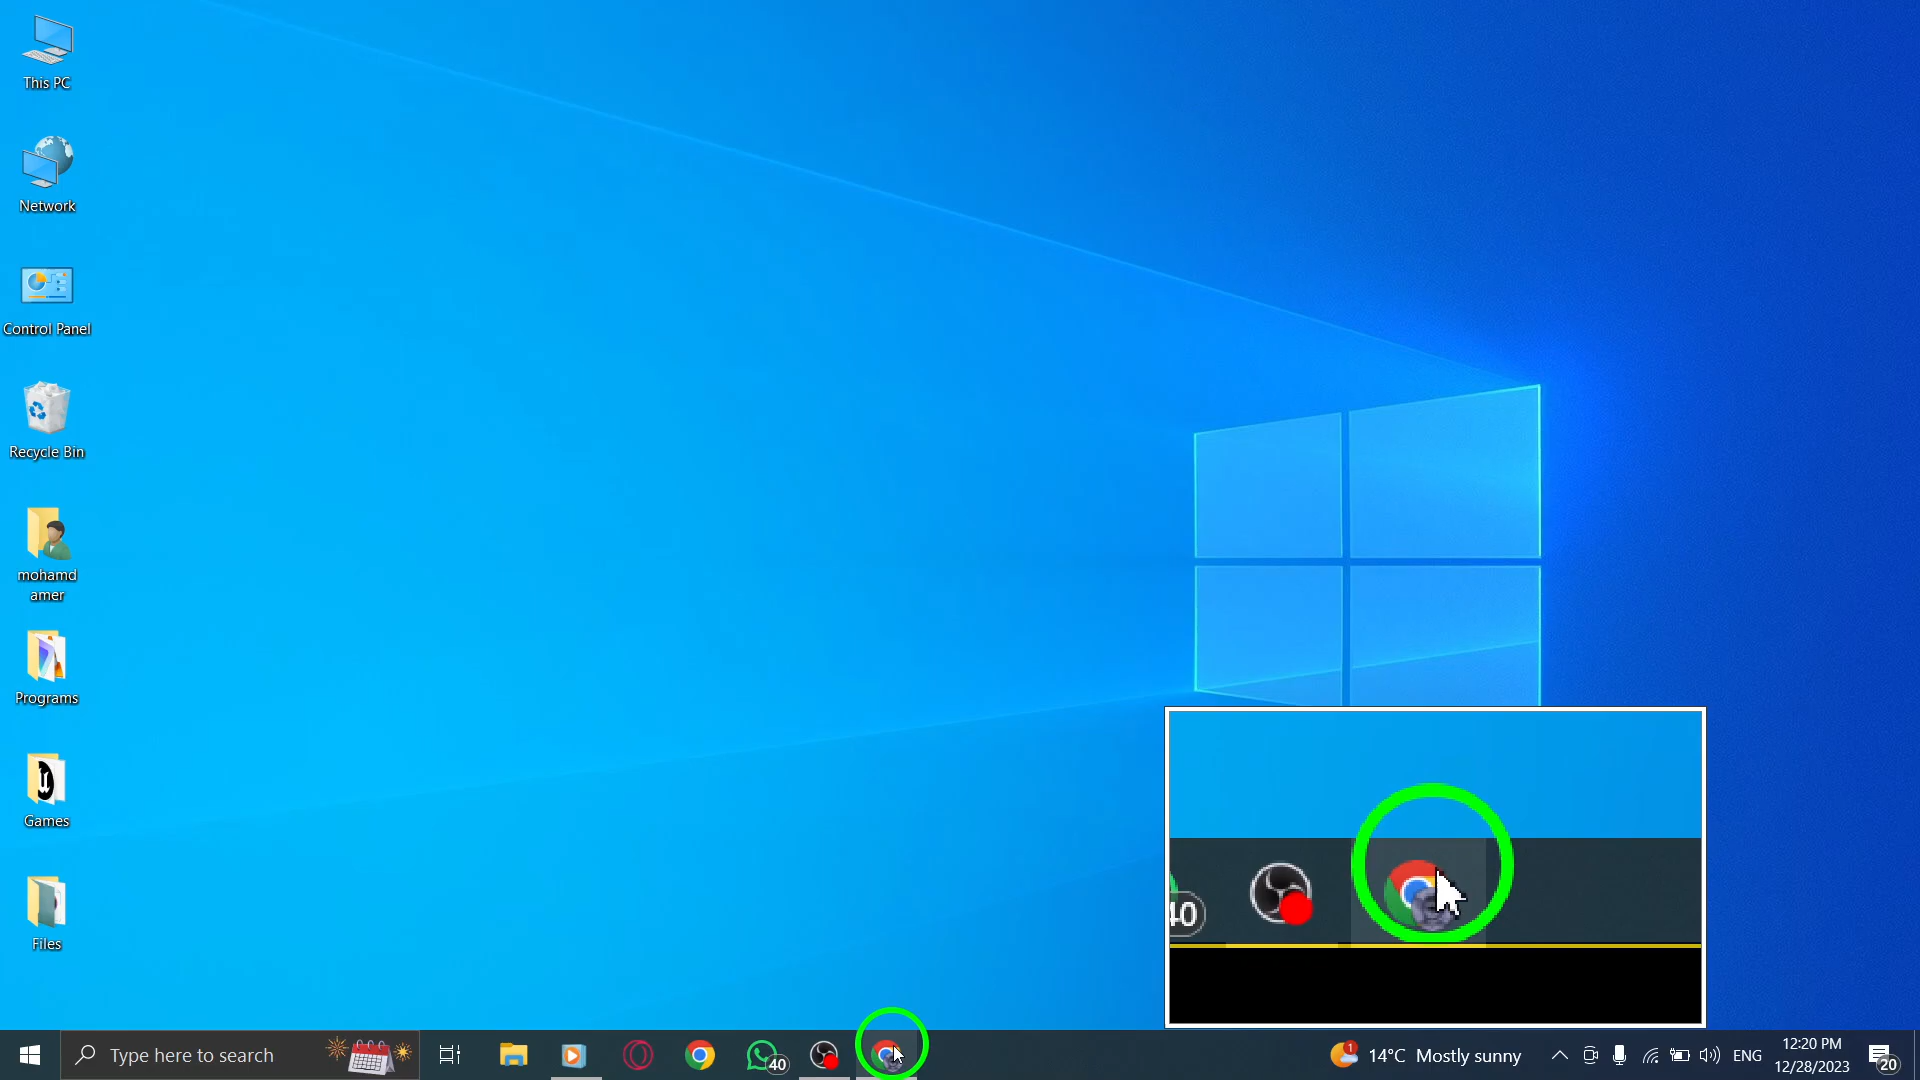 This PC
Network
Control Panel
Recycle Bin
mohamd
amer
Programs
Games
Files
40
Type here to search
40
1
14°C Mostly sunny
ENG
12:20 PM
12/28/2023
20